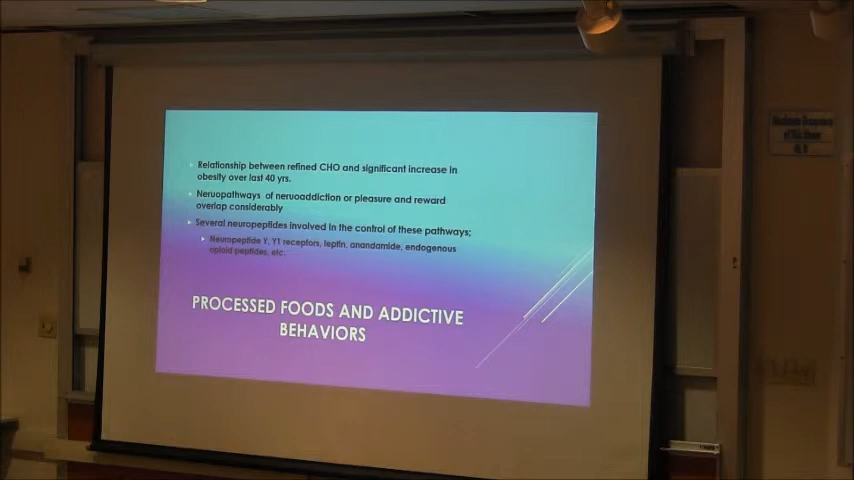 Relationship between refined CHO and significant increase in
obesity over last 40 yrs.
Neruopathways of neruoaddiction or pleasure and reward
overlap considerably
Several neuropeptides involved in the control of these pathways;
Neuropeptide Y, Y1 receptors, leptin, anandamide, endogenous
opioid peptides, etc.
PROCESSED FOODS AND ADDICTIVE
BEHAVIORS